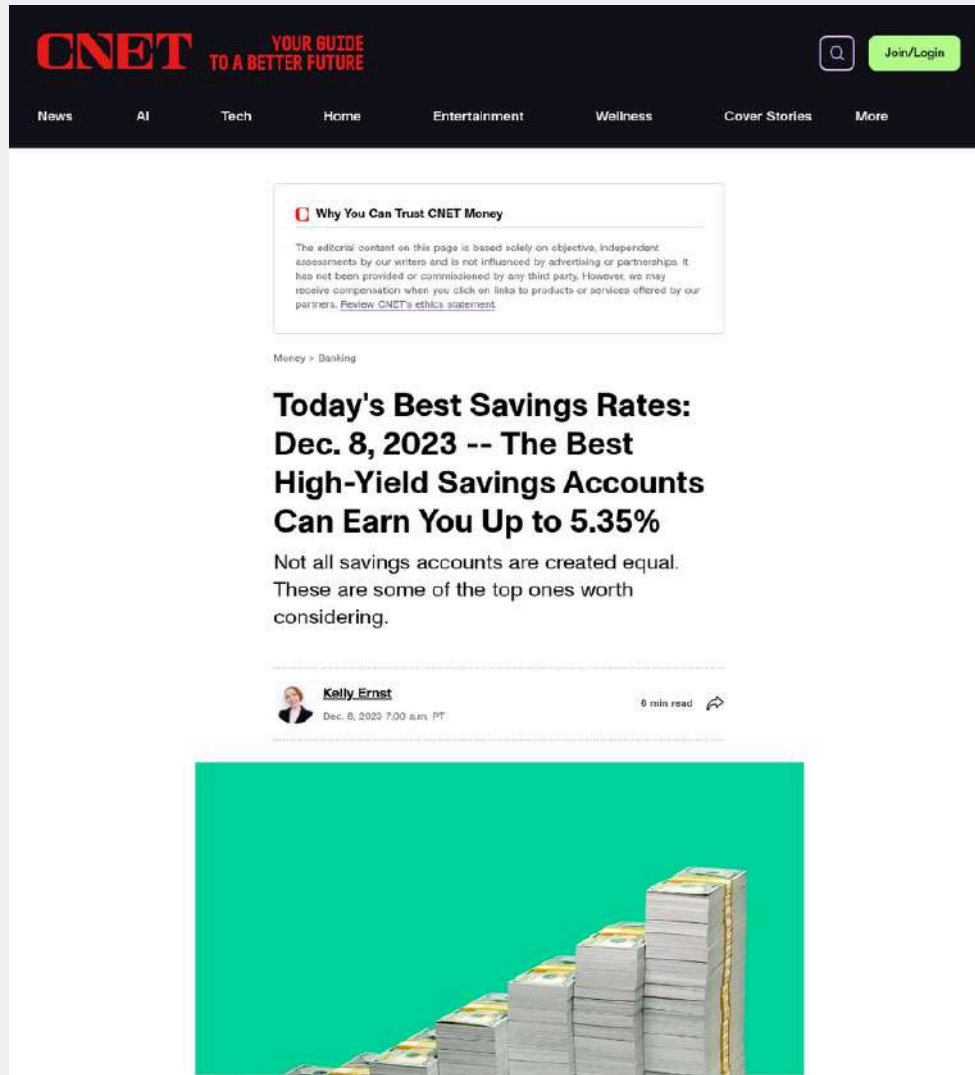 CNET
YOUR GUIDE
TO A BETTER FUTURE
Join/Login
News AI Tech Home Entertainment Wellness Cover Stories More
Why You Can Trust CNET Money
The editorial content on this page is based solely on objective, independent
assessments by our writers and is not influenced by advertising or partnerships. It
has not been provided or commissioned by any third party. However, we may
receive compensation when you click on links to products or services offered by our
partners. Review CNET's ethics statement.
Money > Banking
Today's Best Savings Rates:
Dec. 8, 2023 -- The Best
High-Yield Savings Accounts
Can Earn You Up to 5.35%
Not all savings accounts are created equal.
These are some of the top ones worth
considering.
Kelly Ernst
Dec. 8, 2023 7:00 a.m. PT
6 min read